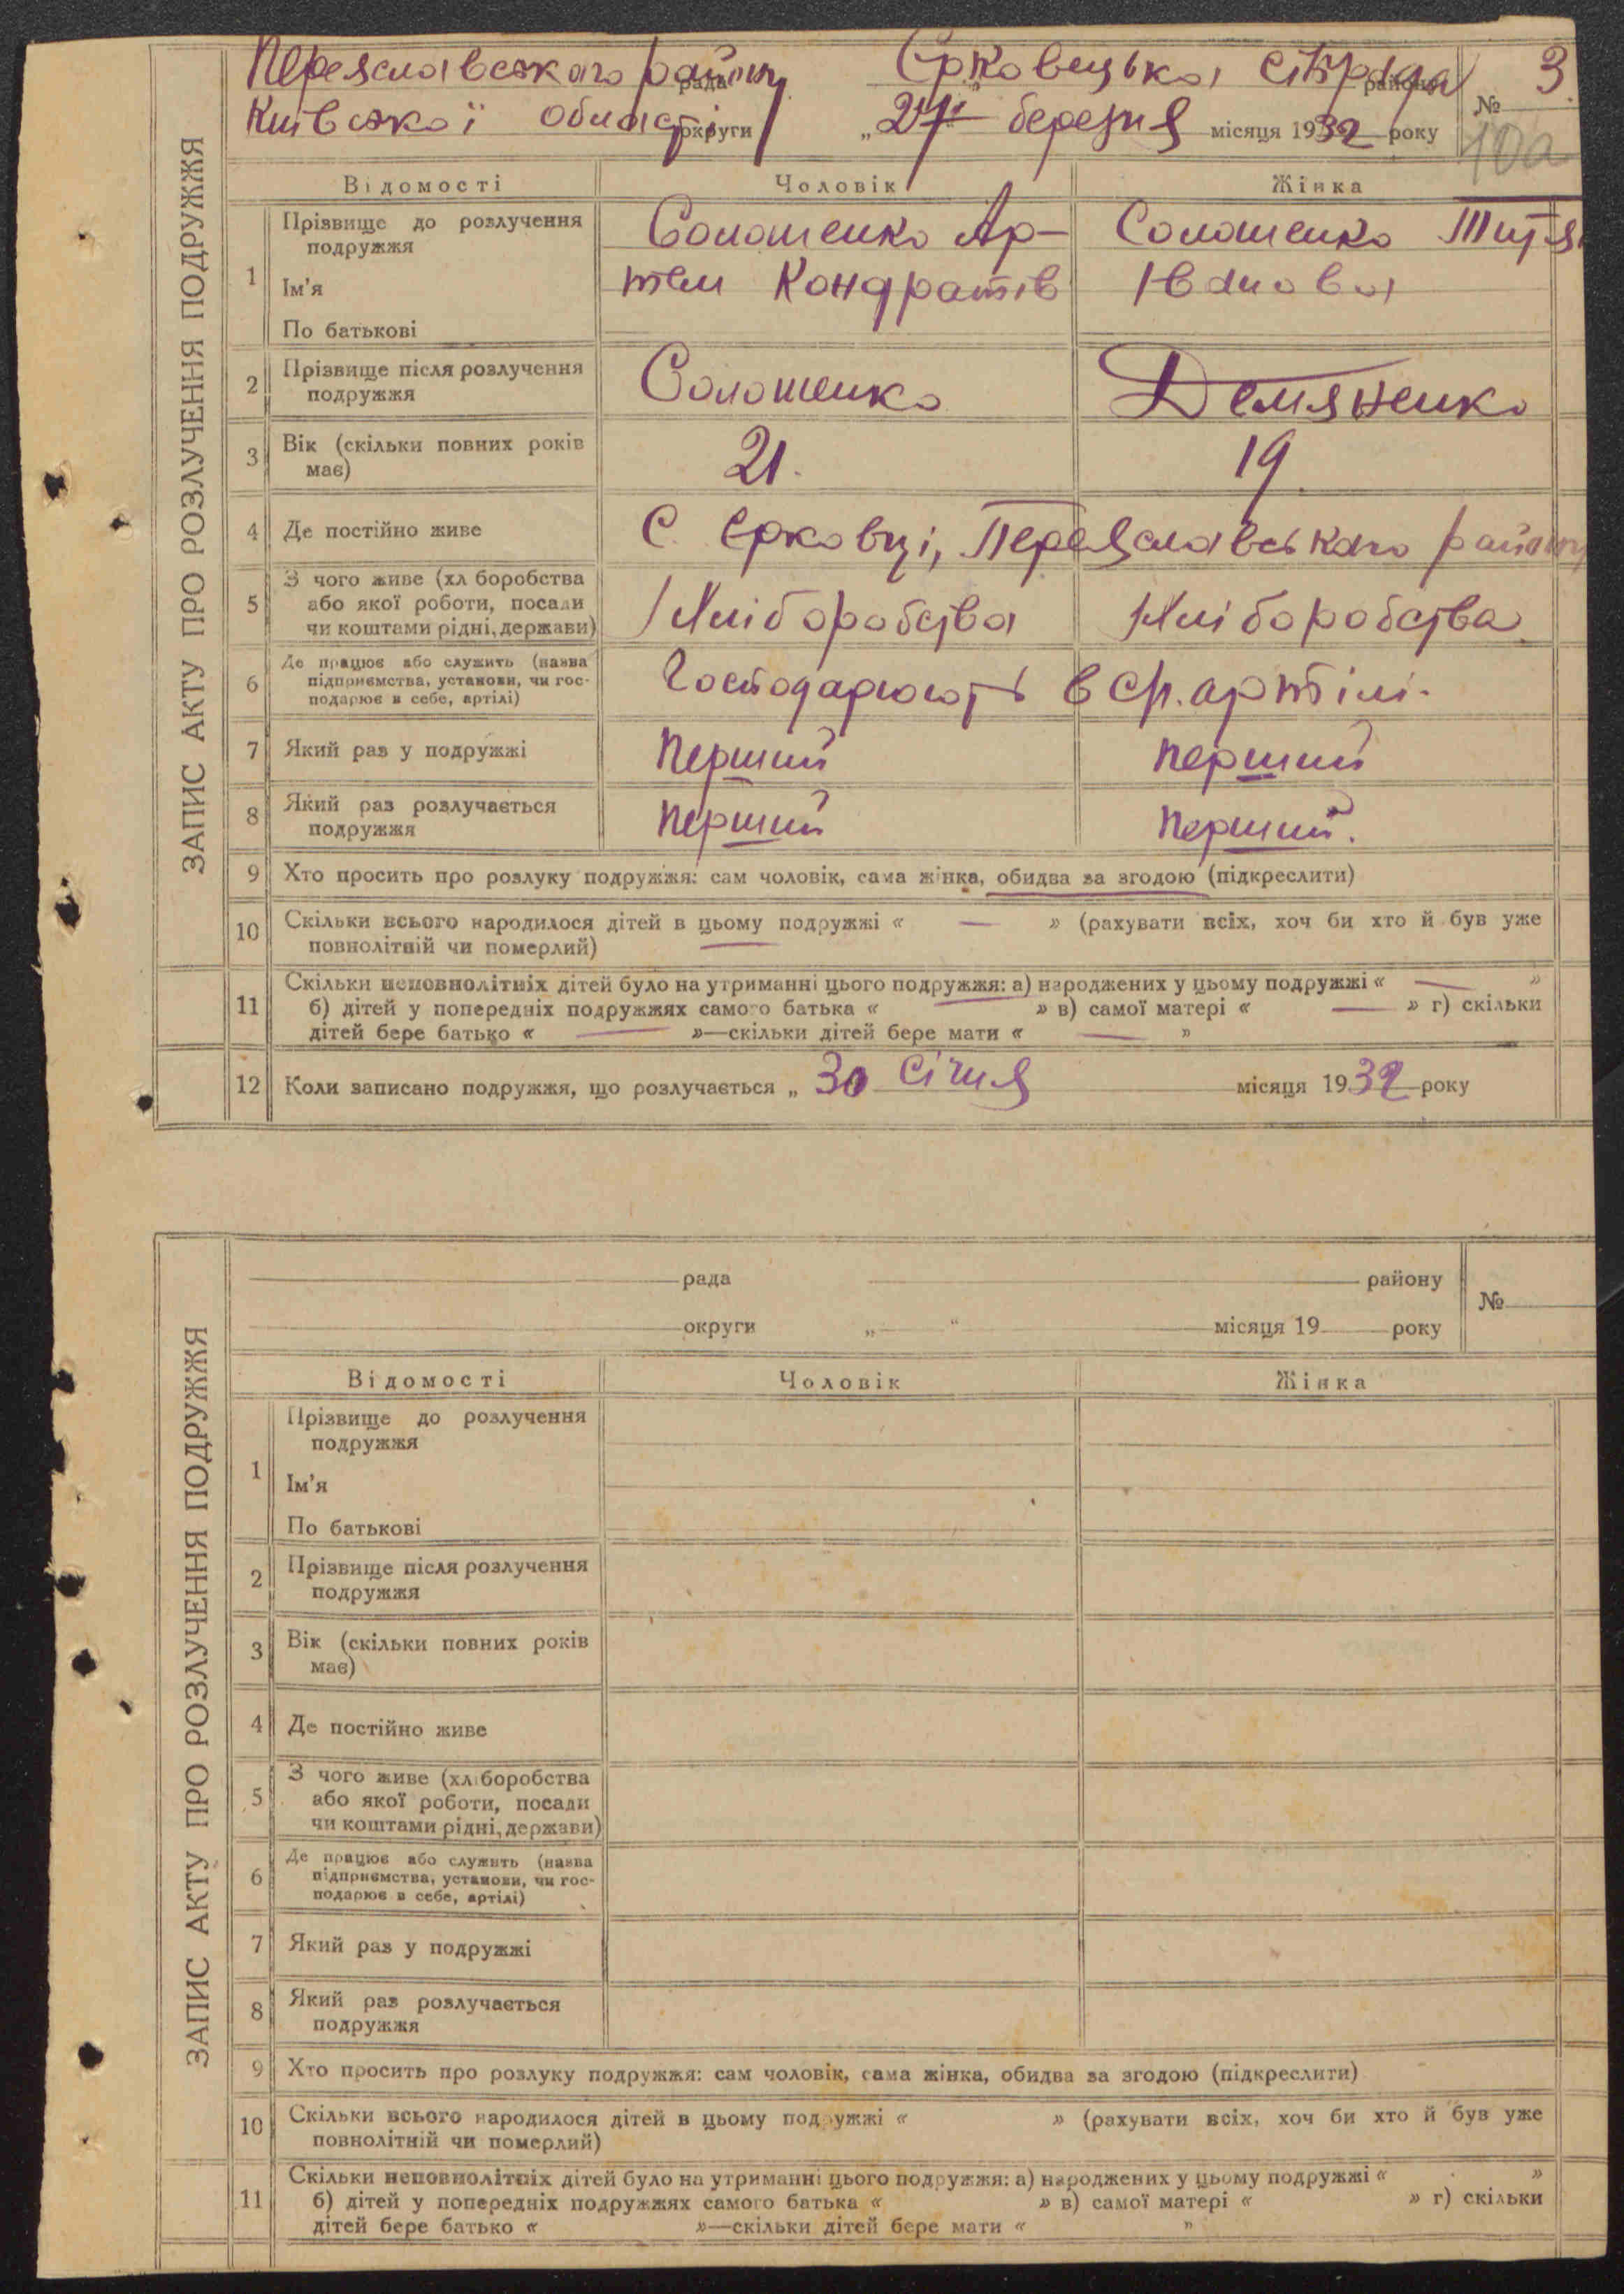 Переяславского району рада Єрковецька сільрада району № 3
Київської області округи „24“ березня місяця 1932 року
10а
ЗАПИС АКТУ ПРО РОЗЛУЧЕННЯ ПОДРУЖЖЯ
Відомості Чоловік Жінка
1 Прізвище до розлучення подружжя Солошенко Ар- Солошенко
Ім'я тем Кондратів Іванова
По батькові
2 Прізвище після розлучення Солошенко Демяненко
подружжя
3 Вік (скільки повних років 21. 19
має)
4 Де постійно живе С. Єрковці, Переяславського району
5 З чого живе (хліборобства
або якої роботи, посади Хліборобства Хліборобства
чи коштами рідні, держави)
6 Де працює або служить (назва
підприємства, установи, чи гос- Господарюють в с/г. артілі.
подарює в себе, артілі)
7 Який раз у подружжі Перший перший
8 Який раз розлучається Перший Перший.
подружжя
9 Хто просить про розлуку подружжя: сам чоловік, сама жінка, обидва за згодою (підкреслити)
10 Скільки всього народилося дітей в цьому подружжі « — » (рахувати всіх, хоч би хто й був уже
повнолітній чи померлий)
11 Скільки неповнолітніх дітей було на утриманні цього подружжя: а) народжених у цьому подружжі « — »
б) дітей у попередніх подружжях самого батька « — » в) самої матері « — » г) скільки
дітей бере батько « — »—скільки дітей бере мати « — »
12 Коли записано подружжя, що розлучається „ 30 Січня місяця 1932 року
рада району №
округи „ “ місяця 19 року
ЗАПИС АКТУ ПРО РОЗЛУЧЕННЯ ПОДРУЖЖЯ
Відомості Чоловік Жінка
1 Прізвище до розлучення
подружжя
Ім'я
По батькові
2 Прізвище після розлучення
подружжя
3 Вік (скільки повних років
має)
4 Де постійно живе
5 З чого живе (хліборобства
або якої роботи, посади
чи коштами рідні, держави)
6 Де працює або служить (назва
підприємства, установи, чи гос-
подарює в себе, артілі)
7 Який раз у подружжі
8 Який раз розлучається
подружжя
9 Хто просить про розлуку подружжя: сам чоловік, сама жінка, обидва за згодою (підкреслити)
10 Скільки всього народилося дітей в цьому подружжі « » (рахувати всіх, хоч би хто й був уже
повнолітній чи померлий)
11 Скільки неповнолітніх дітей було на утриманні цього подружжя: а) народжених у цьому подружжі « »
б) дітей у попередніх подружжях самого батька « » в) самої матері « » г) скільки
дітей бере батько « »—скільки дітей бере мати « »